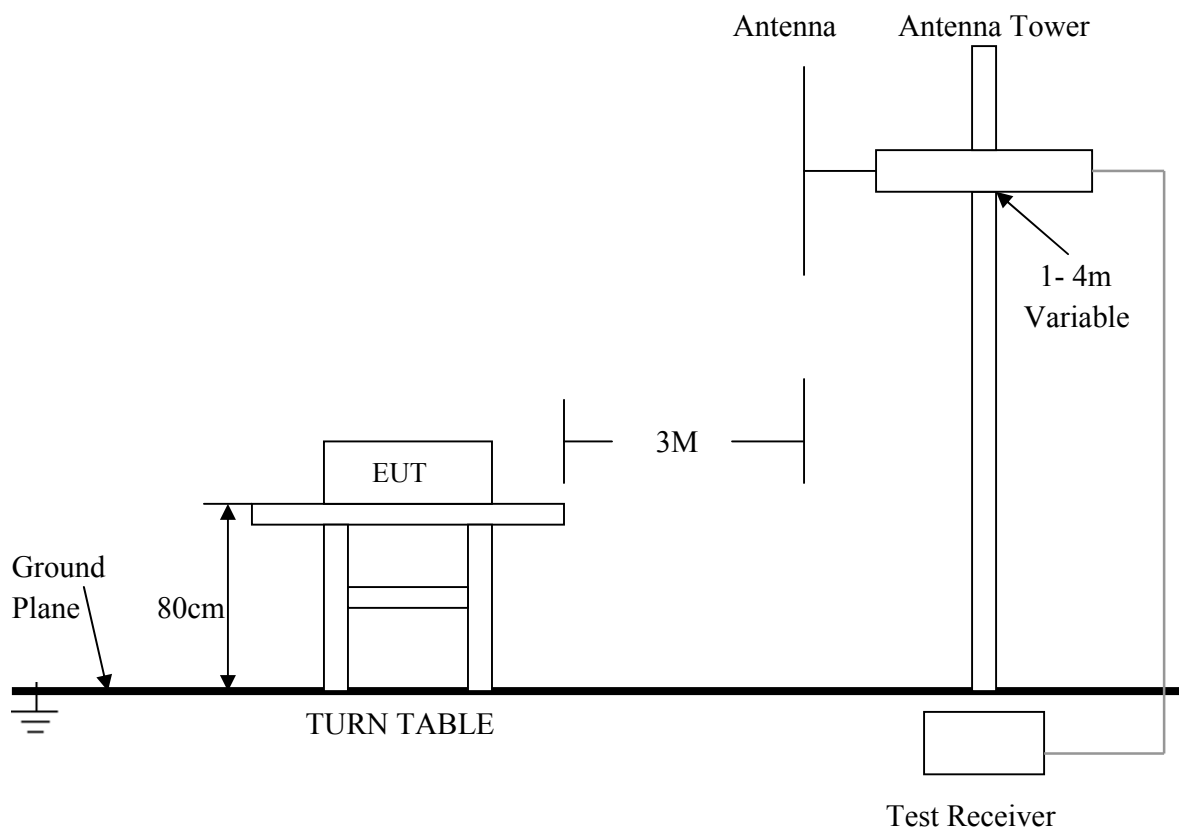 Antenna
Antenna Tower
1- 4m
Variable
3M
EUT
Ground
Plane
80cm
TURN TABLE
Test Receiver